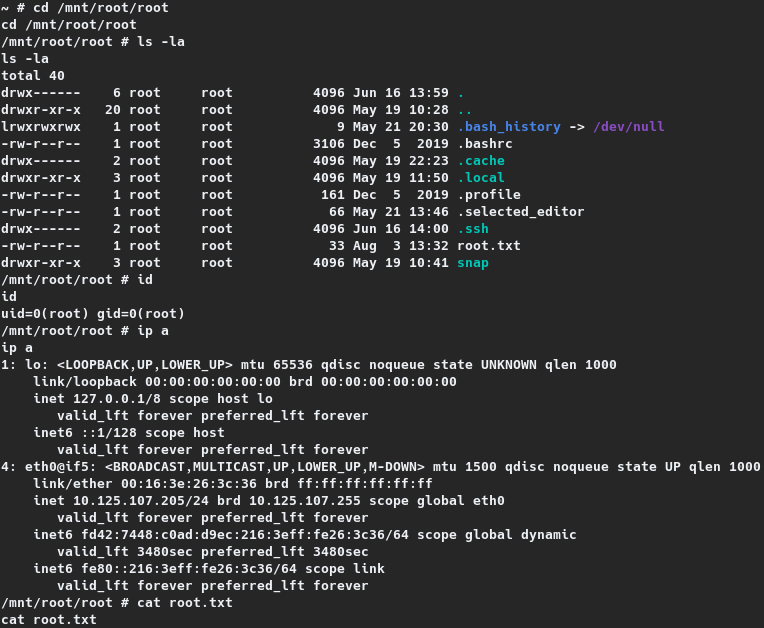 ~ # cd /mnt/root/root
cd /mnt/root/root
/mnt/root/root # ls -la
ls -la
total 40
drwx------    6 root     root          4096 Jun 16 13:59 .
drwxr-xr-x   20 root     root          4096 May 19 10:28 ..
lrwxrwxrwx    1 root     root             9 May 21 20:30 .bash_history -> /dev/null
-rw-r--r--    1 root     root          3106 Dec  5  2019 .bashrc
drwx------    2 root     root          4096 May 19 22:23 .cache
drwxr-xr-x    3 root     root          4096 May 19 11:50 .local
-rw-r--r--    1 root     root           161 Dec  5  2019 .profile
-rw-r--r--    1 root     root            66 May 21 13:46 .selected_editor
drwx------    2 root     root          4096 Jun 16 14:00 .ssh
-rw-r--r--    1 root     root            33 Aug  3 13:32 root.txt
drwxr-xr-x    3 root     root          4096 May 19 10:41 snap
/mnt/root/root # id
id
uid=0(root) gid=0(root)
/mnt/root/root # ip a
ip a
1: lo: <LOOPBACK,UP,LOWER_UP> mtu 65536 qdisc noqueue state UNKNOWN qlen 1000
    link/loopback 00:00:00:00:00:00 brd 00:00:00:00:00:00
    inet 127.0.0.1/8 scope host lo
       valid_lft forever preferred_lft forever
    inet6 ::1/128 scope host
       valid_lft forever preferred_lft forever
4: eth0@if5: <BROADCAST,MULTICAST,UP,LOWER_UP,M-DOWN> mtu 1500 qdisc noqueue state UP qlen 1000
    link/ether 00:16:3e:26:3c:36 brd ff:ff:ff:ff:ff:ff
    inet 10.125.107.205/24 brd 10.125.107.255 scope global eth0
       valid_lft forever preferred_lft forever
    inet6 fd42:7448:c0ad:d9ec:216:3eff:fe26:3c36/64 scope global dynamic
       valid_lft 3480sec preferred_lft 3480sec
    inet6 fe80::216:3eff:fe26:3c36/64 scope link
       valid_lft forever preferred_lft forever
/mnt/root/root # cat root.txt
cat root.txt